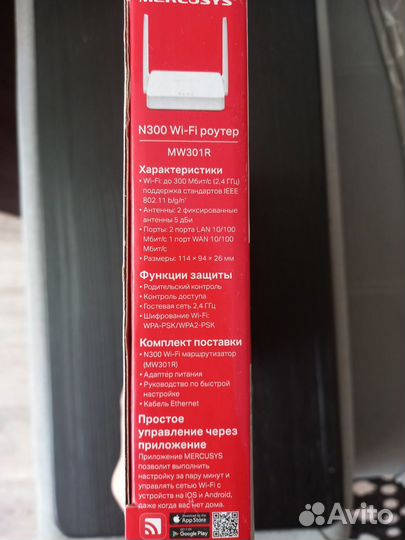 MERCUSYS
N300 Wi-Fi роутер
MW301R
Характеристики
• Wi-Fi: до 300 Мбит/с (2,4 ГГц)
поддержка стандартов IEEE
802.11 b/g/n
• Антенны: 2 фиксированные
антенны 5 дБи
• Порты: 2 порта LAN 10/100
Мбит/с 1 порт WAN 10/100
Мбит/с
• Размеры: 114 × 94 × 26 мм
Функции защиты
• Родительский контроль
• Контроль доступа
• Гостевая сеть 2,4 ГГц
• Шифрование Wi-Fi:
WPA-PSK/WPA2-PSK
Комплект поставки
• N300 Wi-Fi маршрутизатор
(MW301R)
• Адаптер питания
• Руководство по быстрой
настройке
• Кабель Ethernet
Простое
управление через
приложение
Приложение MERCUSYS
позволит выполнить
настройку за пару минут и
управлять сетью Wi-Fi с
устройств на iOS и Android,
даже когда вас нет дома.
App Store
Google Play
Avito